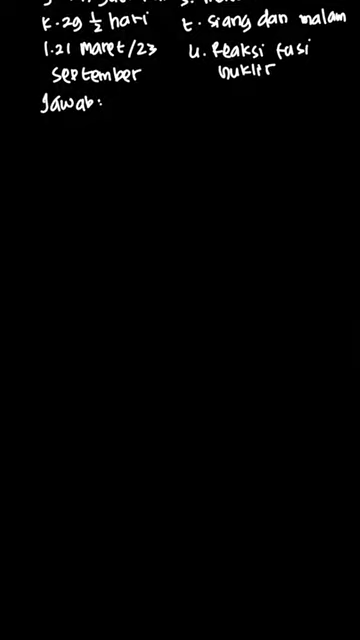 k. 29 1/2 hari t. siang dan malam
l. 21 Maret/23 u. Reaksi fusi
September nuklir
Jawab: